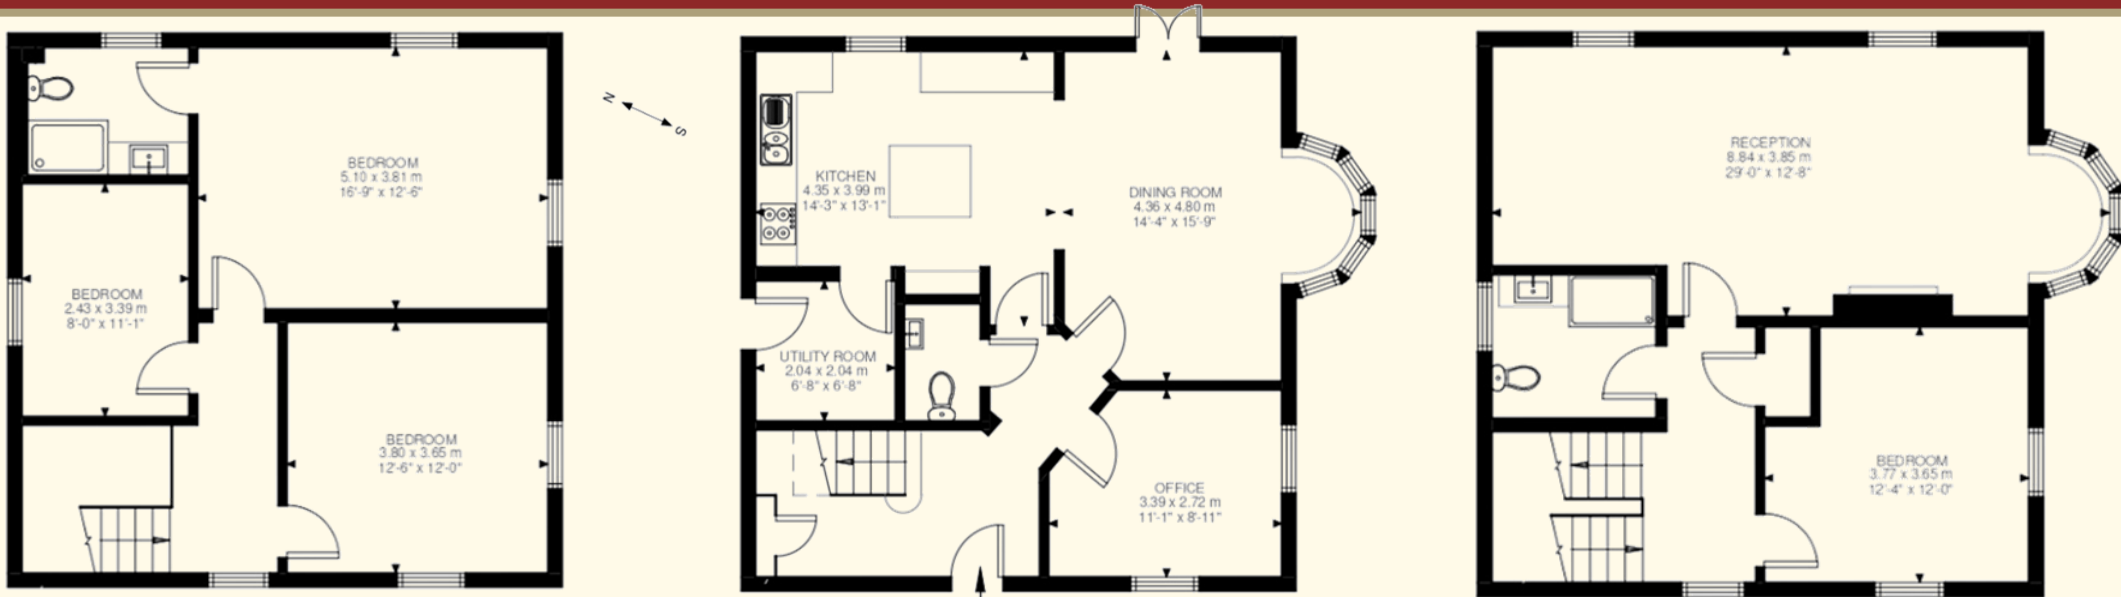 BEDROOM
5.10 x 3.81 m
16'-9" x 12'-6"
BEDROOM
2.43 x 3.39 m
8'-0" x 11'-1"
BEDROOM
3.80 x 3.65 m
12'-6" x 12'-0"
N
S
KITCHEN
4.35 x 3.99 m
14'-3" x 13'-1"
DINING ROOM
4.36 x 4.80 m
14'-4" x 15'-9"
UTILITY ROOM
2.04 x 2.04 m
6'-8" x 6'-8"
OFFICE
3.39 x 2.72 m
11'-1" x 8'-11"
RECEPTION
8.84 x 3.85 m
29'-0" x 12'-8"
BEDROOM
3.77 x 3.65 m
12'-4" x 12'-0"